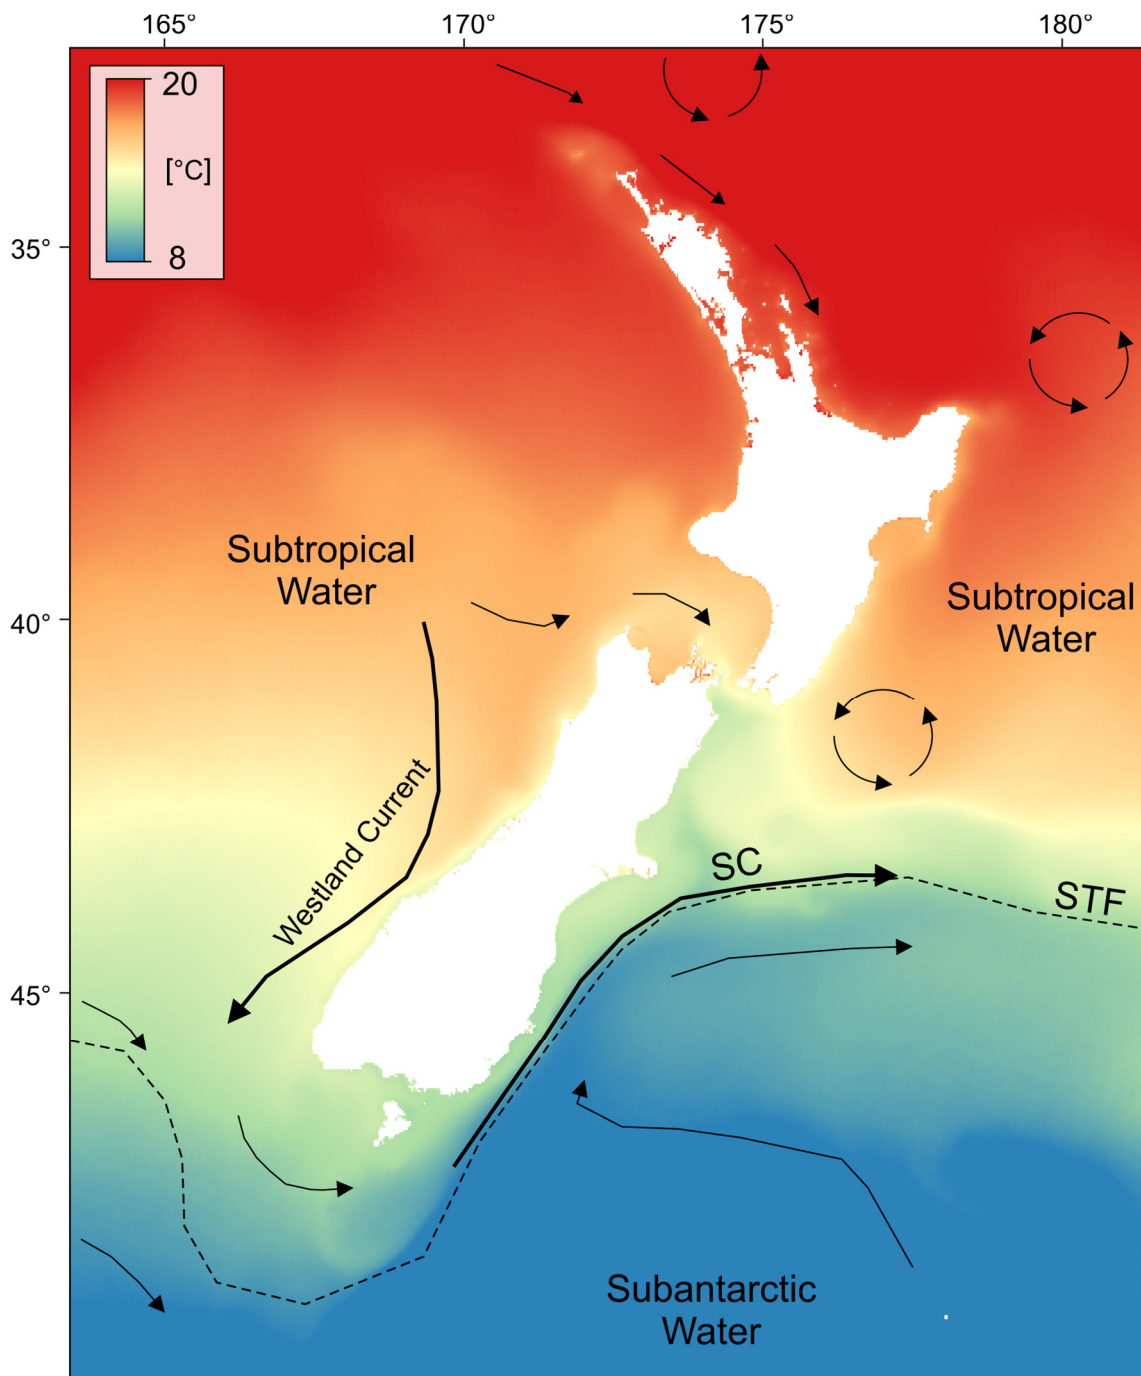 165° 170° 175° 180°
20
[°C]
8
35°
40°
45°
Subtropical
Water
Subtropical
Water
Westland Current
SC
STF
Subantarctic
Water